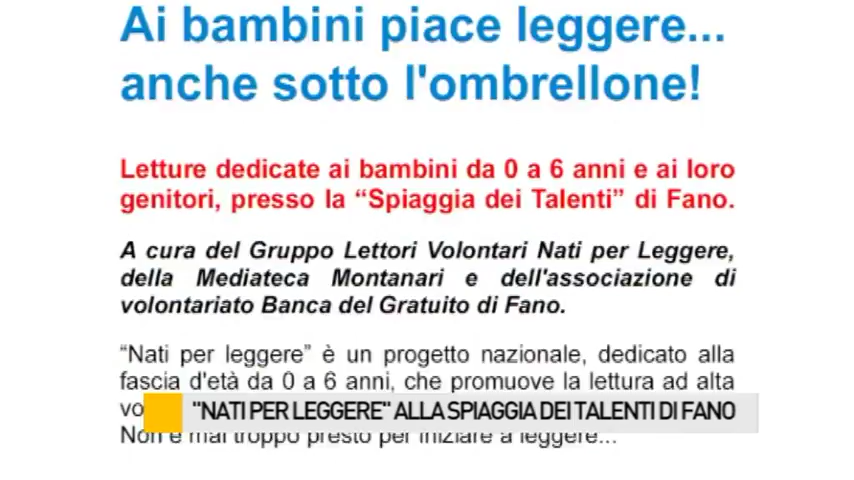 Ai bambini piace leggere...
anche sotto l'ombrellone!
Letture dedicate ai bambini da 0 a 6 anni e ai loro
genitori, presso la “Spiaggia dei Talenti” di Fano.
A cura del Gruppo Lettori Volontari Nati per Leggere,
della Mediateca Montanari e dell'associazione di
volontariato Banca del Gratuito di Fano.
“Nati per leggere” è un progetto nazionale, dedicato alla
fascia d'età da 0 a 6 anni, che promuove la lettura ad alta
"NATI PER LEGGERE" ALLA SPIAGGIA DEI TALENTI DI FANO
Non è mai troppo presto per iniziare a leggere...